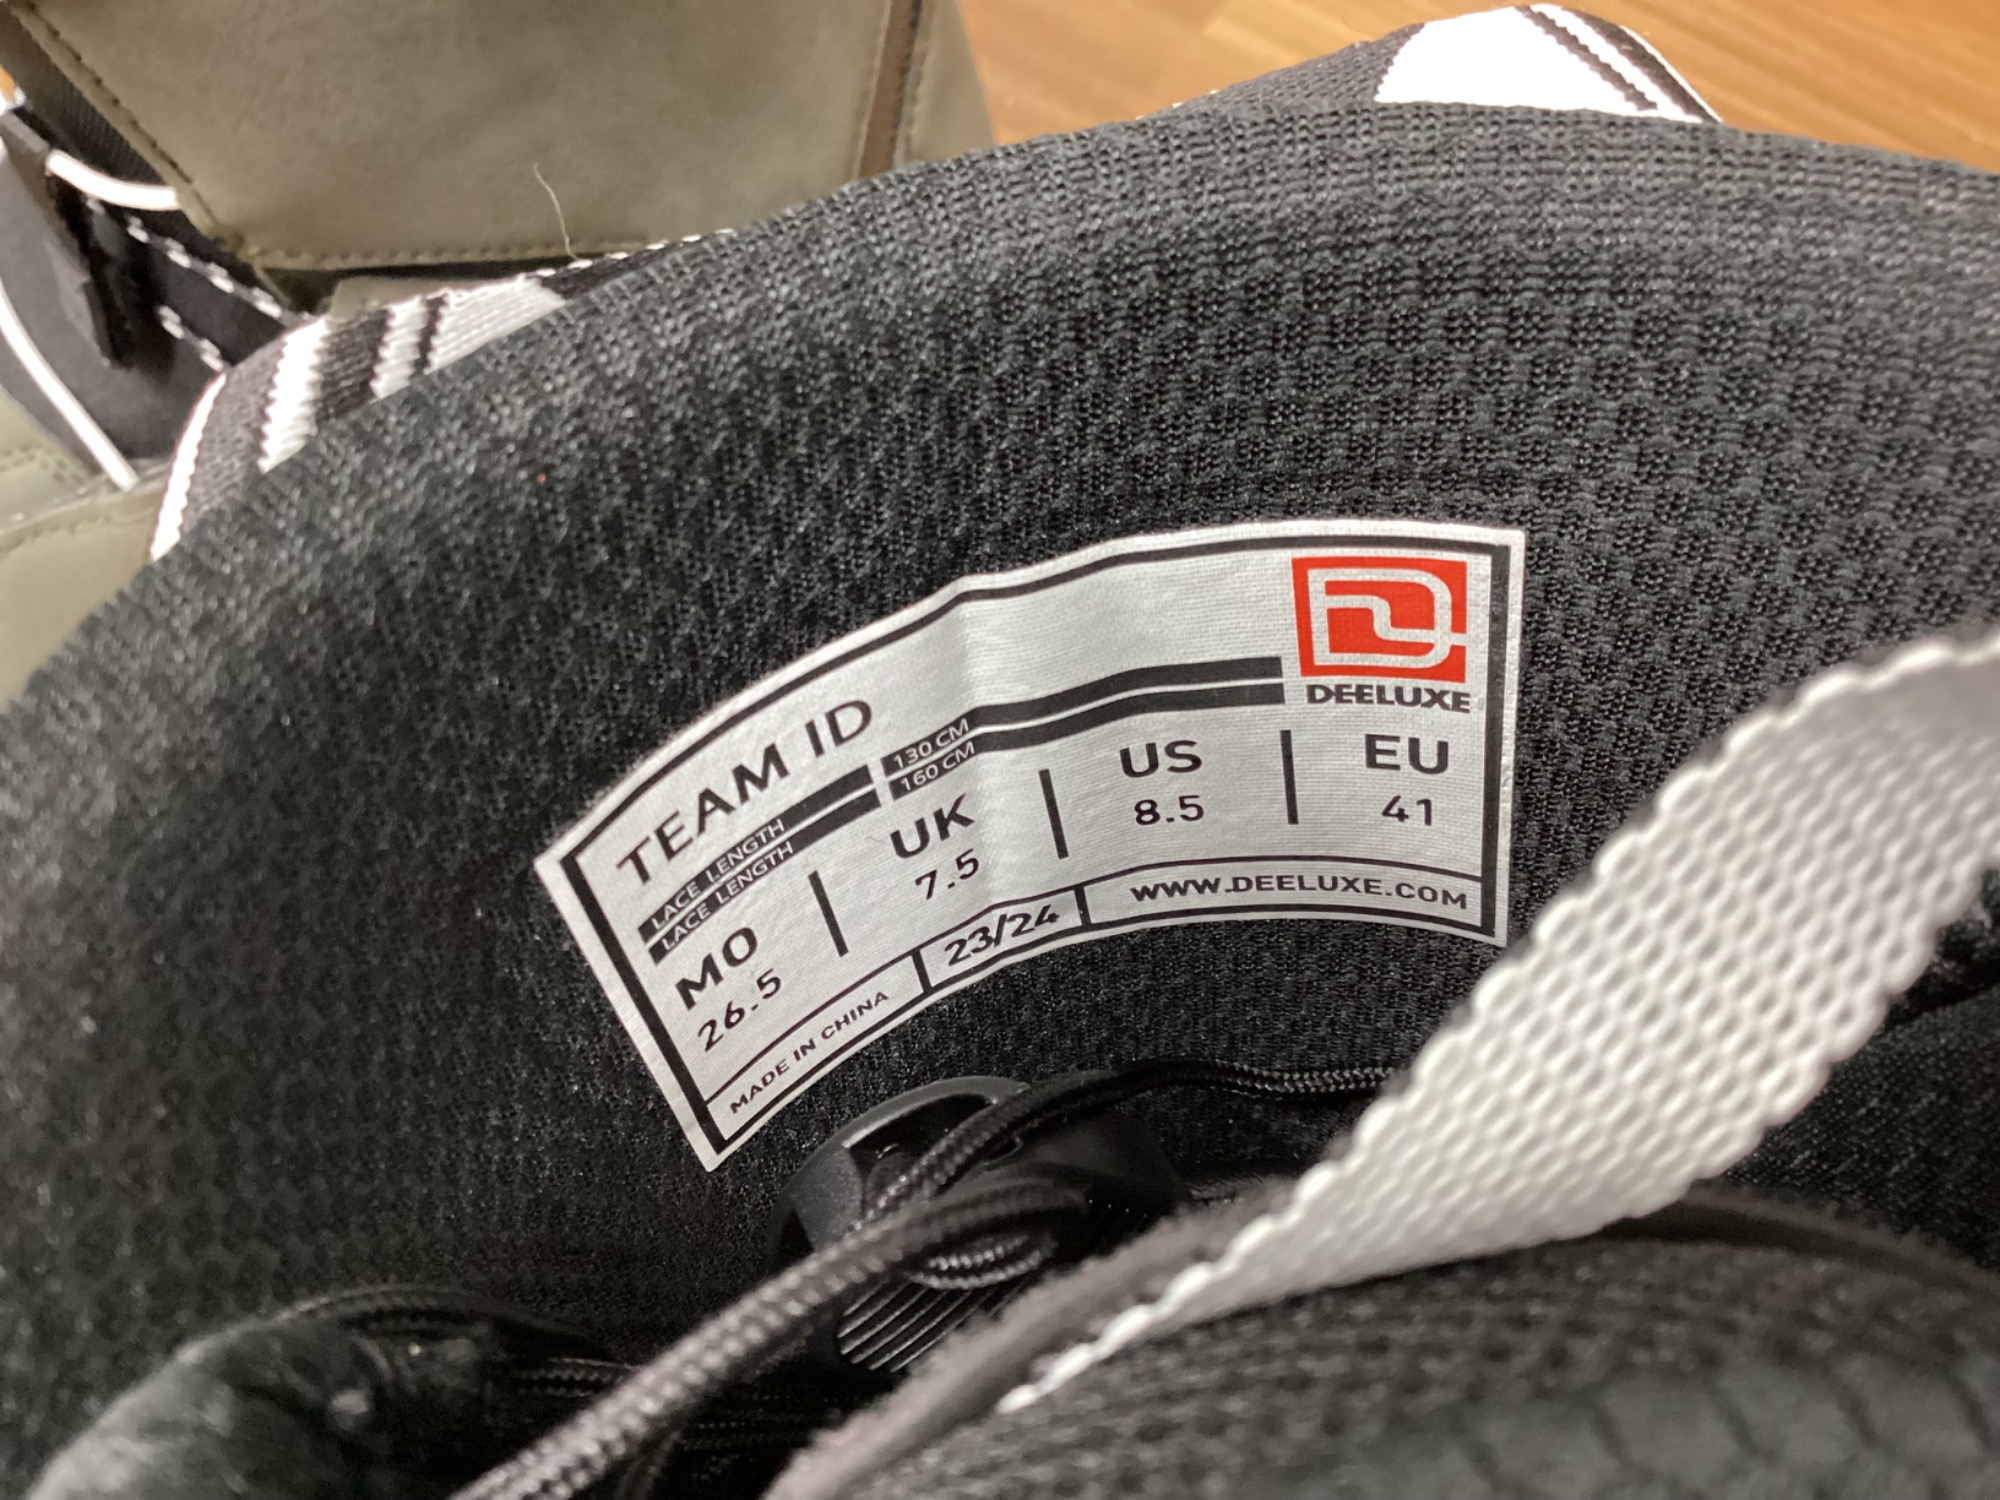 DEELUXE
TEAM ID
LACE LENGTH 130 CM
LACE LENGTH 160 CM
MO UK US EU
26.5 7.5 8.5 41
MADE IN CHINA 23/24 WWW.DEELUXE.COM